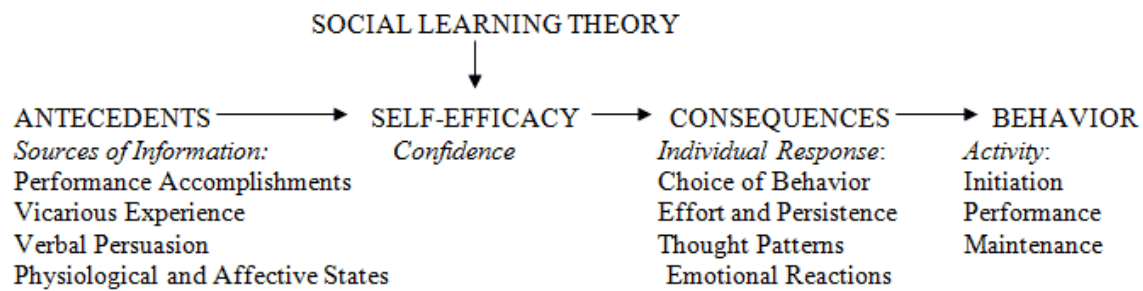 SOCIAL LEARNING THEORY
ANTECEDENTS SELF-EFFICACY CONSEQUENCES BEHAVIOR
Sources of Information: Confidence Individual Response: Activity:
Performance Accomplishments Choice of Behavior Initiation
Vicarious Experience Effort and Persistence Performance
Verbal Persuasion Thought Patterns Maintenance
Physiological and Affective States Emotional Reactions